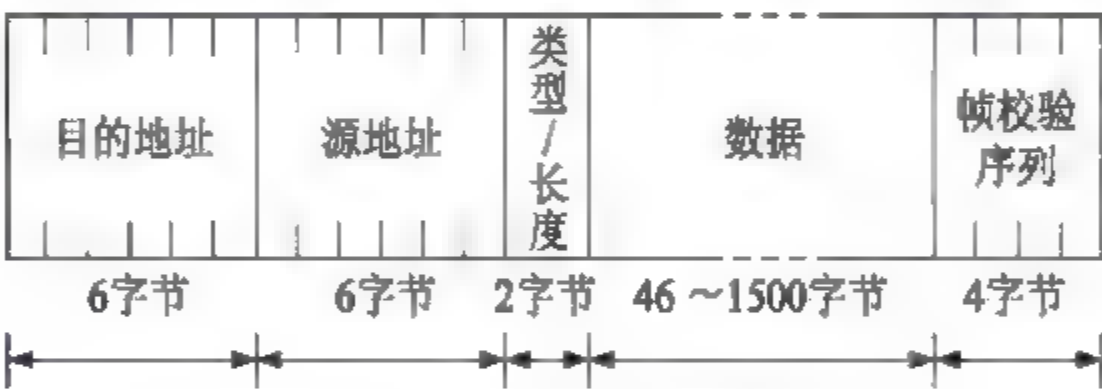 目的地址
源地址
类型/长度
数据
帧校验
序列
6字节
6字节
2字节
46～1500字节
4字节